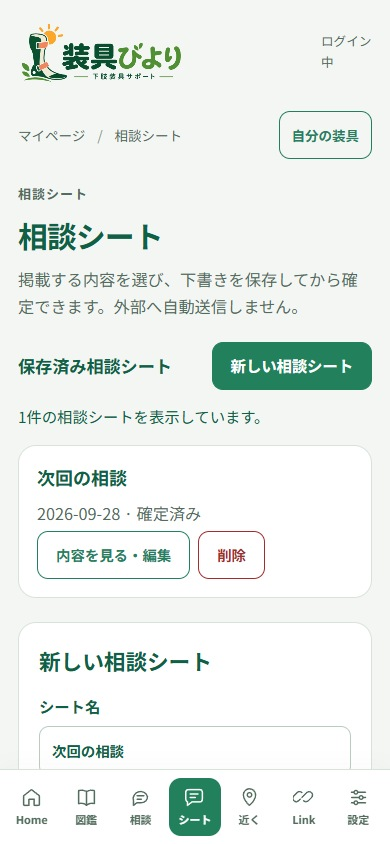 装具びより
下肢装具サポート
ログイン
中
マイページ / 相談シート
自分の装具
相談シート
相談シート
掲載する内容を選び、下書きを保存してから確
定できます。外部へ自動送信しません。
保存済み相談シート
新しい相談シート
1件の相談シートを表示しています。
次回の相談
2026-09-28 · 確定済み
内容を見る・編集
削除
新しい相談シート
シート名
次回の相談
Home
図鑑
相談
シート
近く
Link
設定